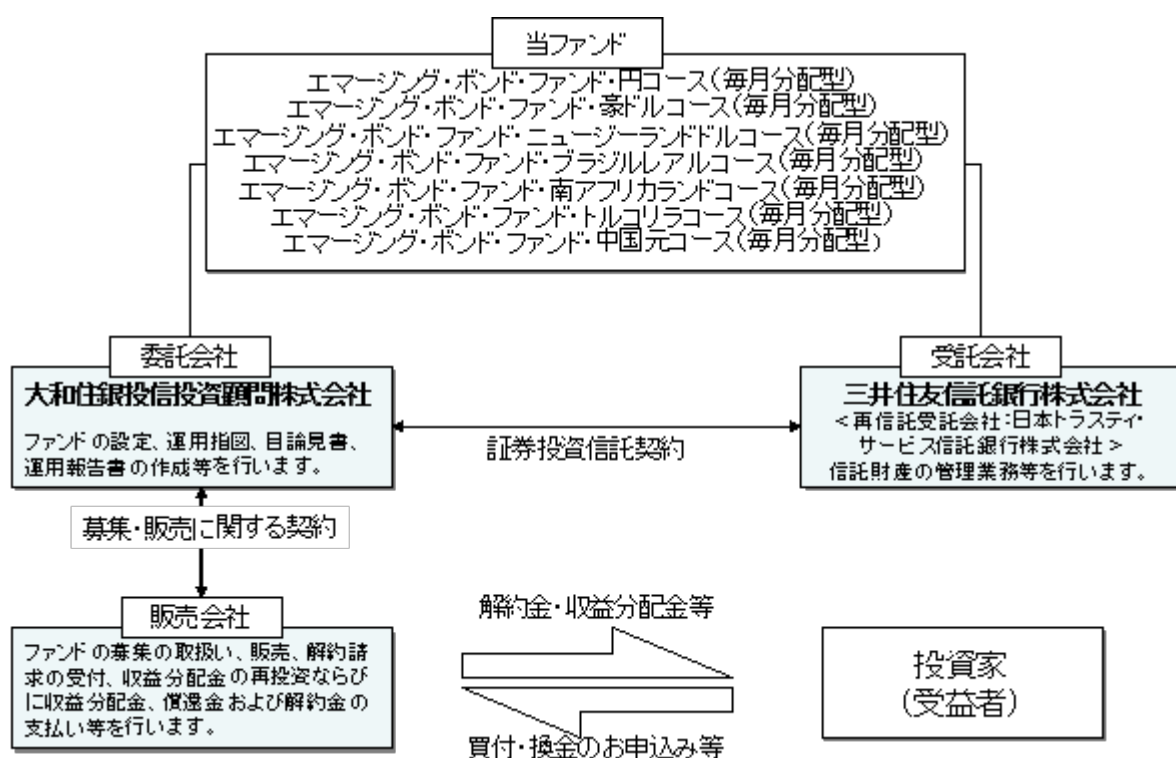 当ファンド
エマージング・ボンド・ファンド・円コース(毎月分配型)
エマージング・ボンド・ファンド・豪ドルコース(毎月分配型)
エマージング・ボンド・ファンド・ニュージーランドドルコース(毎月分配型)
エマージング・ボンド・ファンド・ブラジルレアルコース(毎月分配型)
エマージング・ボンド・ファンド・南アフリカランドコース(毎月分配型)
エマージング・ボンド・ファンド・トルコリラコース(毎月分配型)
エマージング・ボンド・ファンド・中国元コース(毎月分配型)
委託会社
大和住銀投信投資顧問株式会社
ファンドの設定、運用指図、目論見書、
運用報告書の作成等を行います。
証券投資信託契約
受託会社
三井住友信託銀行株式会社
<再信託受託会社:日本トラスティ・
サービス信託銀行株式会社>
信託財産の管理業務等を行います。
募集・販売に関する契約
販売会社
ファンドの募集の取扱い、販売、解約請
求の受付、収益分配金の再投資ならび
に収益分配金、償還金および解約金の
支払い等を行います。
解約金・収益分配金等
買付・換金のお申込み等
投資家
(受益者)